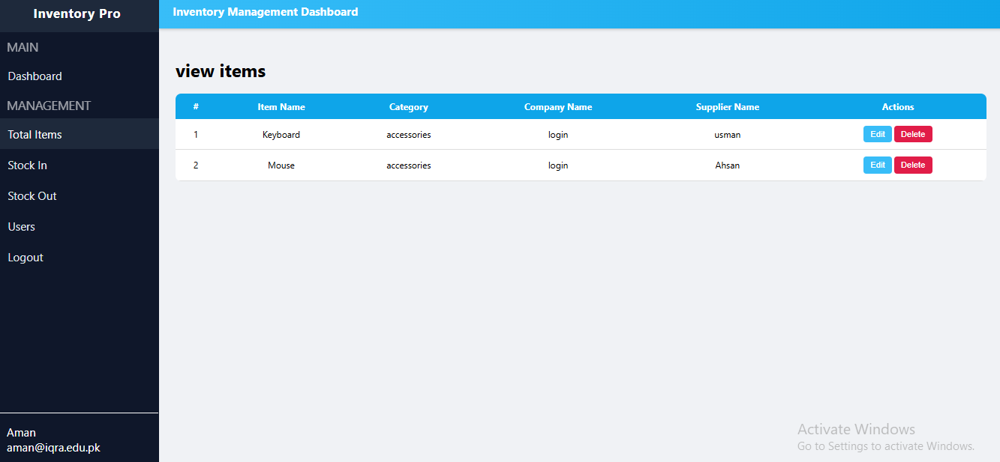 Inventory Pro
Inventory Management Dashboard
MAIN
Dashboard
MANAGEMENT
Total Items
Stock In
Stock Out
Users
Logout
Aman
aman@iqra.edu.pk
view items
# Item Name Category Company Name Supplier Name Actions
1 Keyboard accessories login usman Edit Delete
2 Mouse accessories login Ahsan Edit Delete
Activate Windows
Go to Settings to activate Windows.